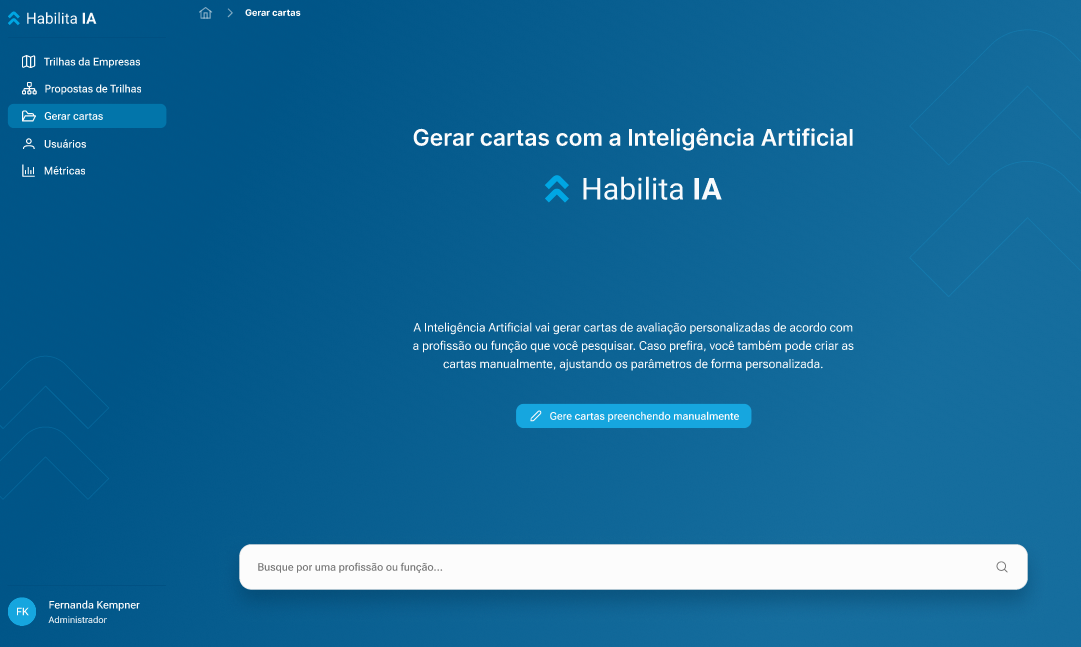 Habilita IA
Gerar cartas
Trilhas da Empresas
Propostas de Trilhas
Gerar cartas
Usuários
Métricas
Gerar cartas com a Inteligência Artificial
Habilita IA
A Inteligência Artificial vai gerar cartas de avaliação personalizadas de acordo com
a profissão ou função que você pesquisar. Caso prefira, você também pode criar as
cartas manualmente, ajustando os parâmetros de forma personalizada.
Gere cartas preenchendo manualmente
Busque por uma profissão ou função...
FK
Fernanda Kempner
Administrador